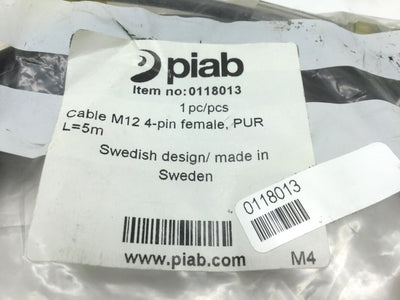 piab
Item no:0118013
1 pc/pcs
Cable M12 4-pin female, PUR
L=5m
Swedish design/ made in
Sweden
0118013
www.piab.com
M4